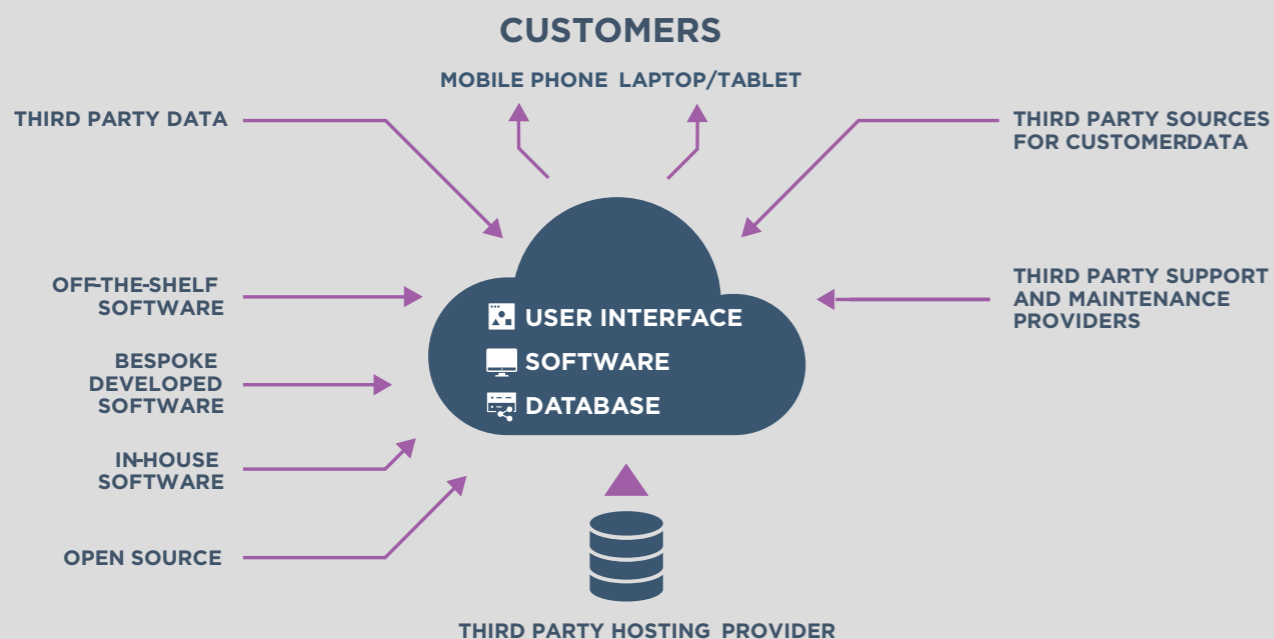 CUSTOMERS
MOBILE PHONE LAPTOP/TABLET
THIRD PARTY DATA
THIRD PARTY SOURCES
FOR CUSTOMERDATA
OFF-THE-SHELF
SOFTWARE
THIRD PARTY SUPPORT
AND MAINTENANCE
PROVIDERS
USER INTERFACE
SOFTWARE
DATABASE
BESPOKE
DEVELOPED
SOFTWARE
IN-HOUSE
SOFTWARE
OPEN SOURCE
THIRD PARTY HOSTING PROVIDER